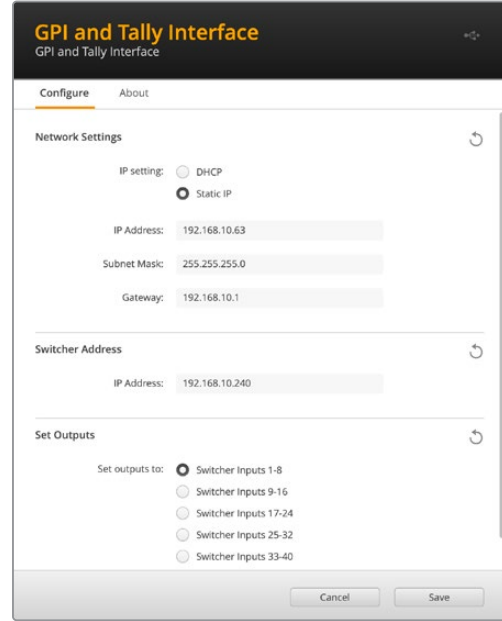 GPI and Tally Interface
GPI and Tally Interface
Configure About
Network Settings
IP setting: DHCP
Static IP
IP Address: 192.168.10.63
Subnet Mask: 255.255.255.0
Gateway: 192.168.10.1
Switcher Address
IP Address: 192.168.10.240
Set Outputs
Set outputs to: Switcher Inputs 1-8
Switcher Inputs 9-16
Switcher Inputs 17-24
Switcher Inputs 25-32
Switcher Inputs 33-40
Cancel Save